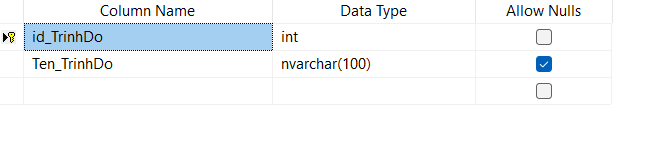 Column Name Data Type Allow Nulls
id_TrinhDo int
Ten_TrinhDo nvarchar(100)